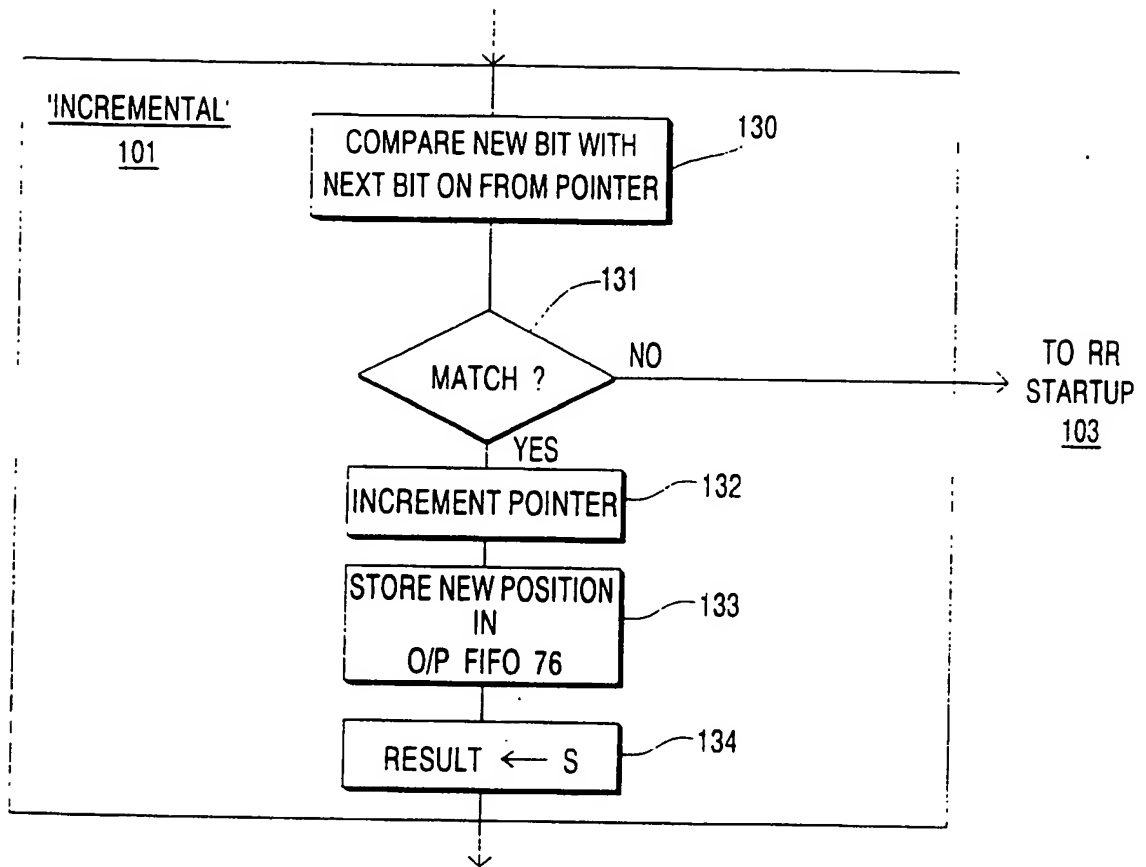 'INCREMENTAL'
101
COMPARE NEW BIT WITH
NEXT BIT ON FROM POINTER
130
131
MATCH ?
NO
TO RR
STARTUP
103
YES
INCREMENT POINTER
132
STORE NEW POSITION
IN
O/P FIFO 76
133
RESULT ← S
134